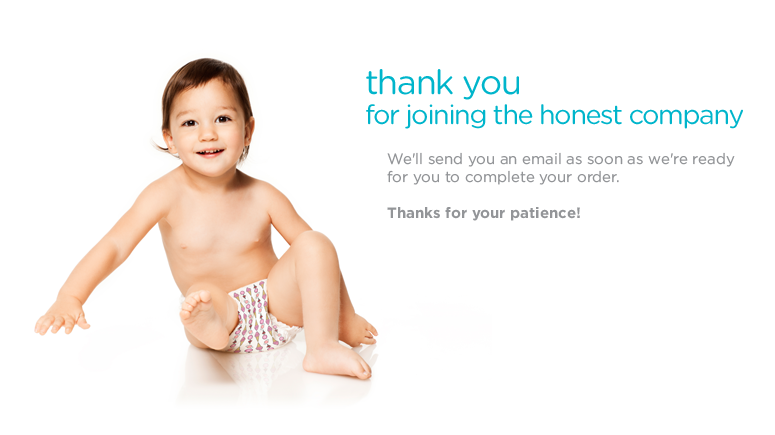 thank you
for joining the honest company
We'll send you an email as soon as we're ready
for you to complete your order.
Thanks for your patience!